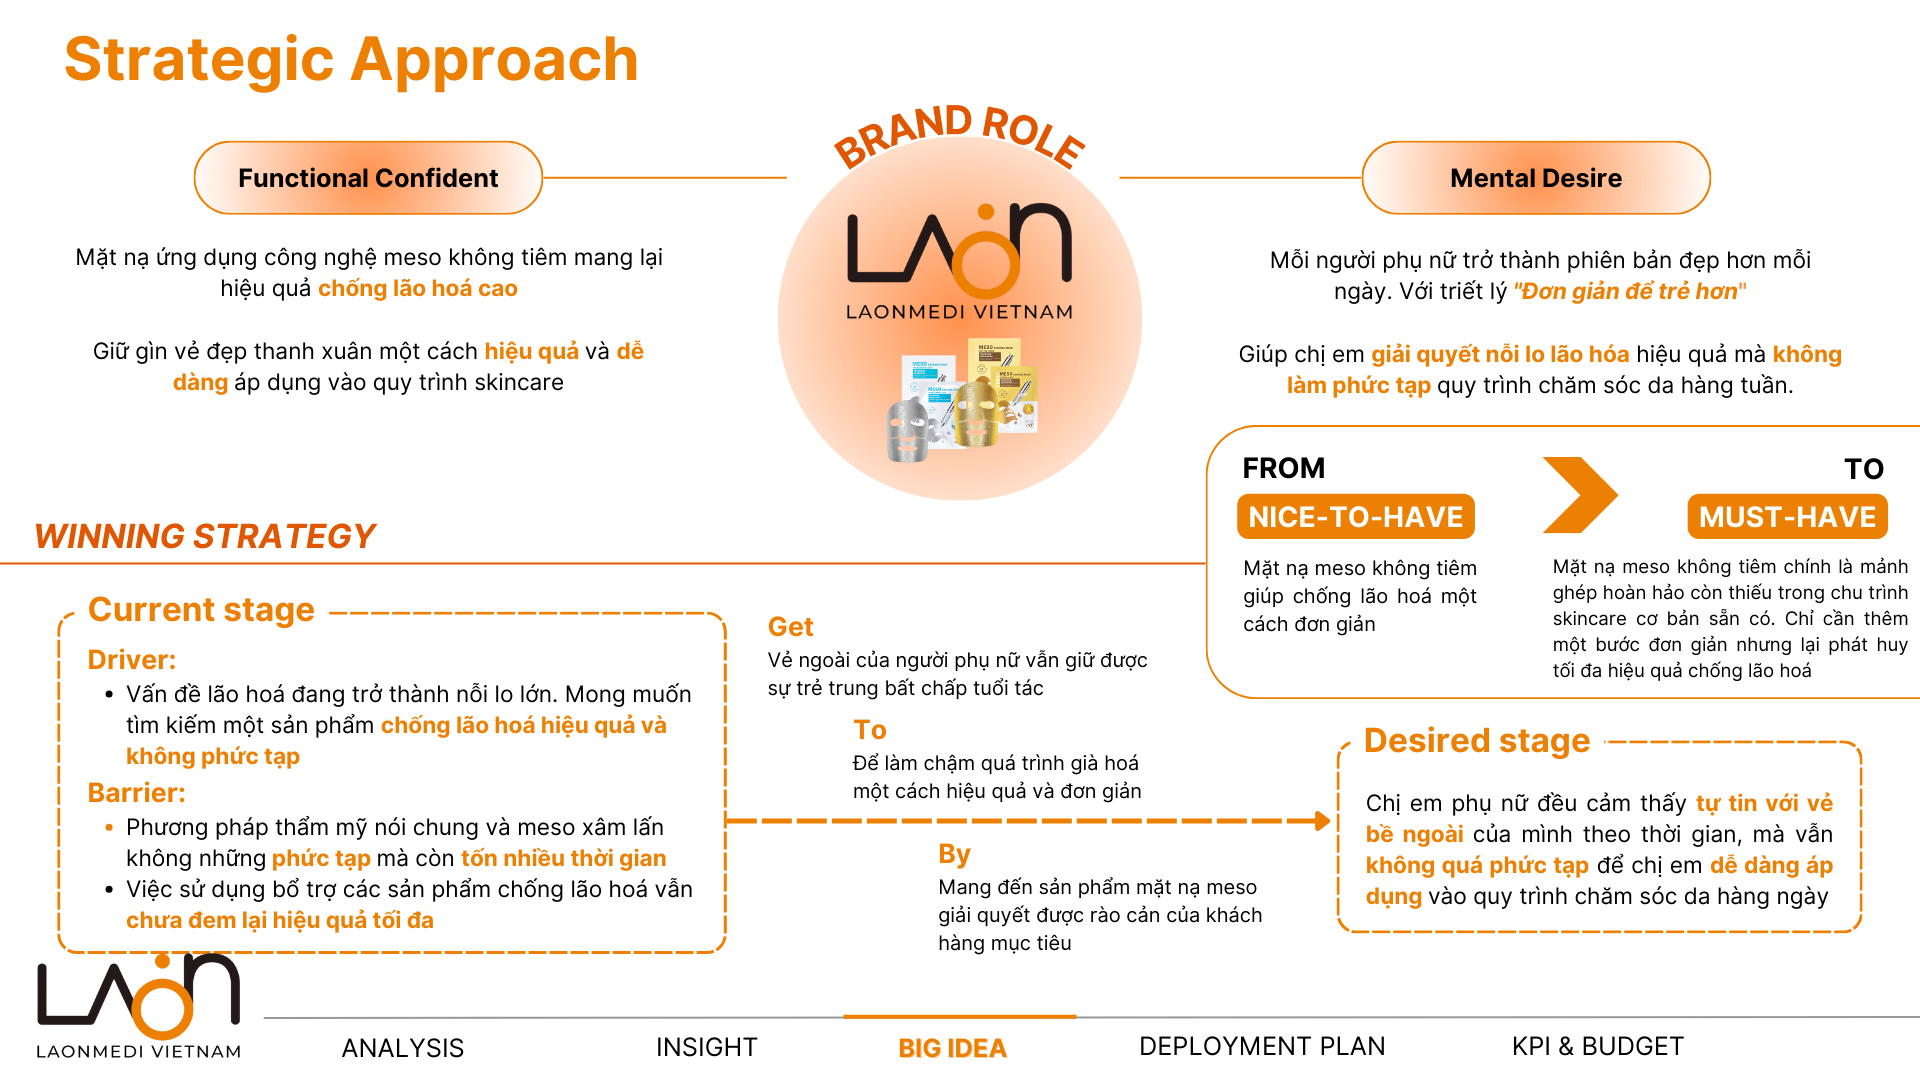 Strategic Approach
BRAND ROLE
Functional Confident
Mặt nạ ứng dụng công nghệ meso không tiêm mang lại
hiệu quả chống lão hoá cao
Giữ gìn vẻ đẹp thanh xuân một cách hiệu quả và dễ
dàng áp dụng vào quy trình skincare
LAON
LAONMEDI VIETNAM
MESO
MESO
MESO
MESO
Mental Desire
Mỗi người phụ nữ trở thành phiên bản đẹp hơn mỗi
ngày. Với triết lý "Đơn giản để trẻ hơn"
Giúp chị em giải quyết nỗi lo lão hóa hiệu quả mà không
làm phức tạp quy trình chăm sóc da hàng tuần.
FROM
NICE-TO-HAVE
Mặt nạ meso không tiêm
giúp chống lão hoá một
cách đơn giản
TO
MUST-HAVE
Mặt nạ meso không tiêm chính là mảnh
ghép hoàn hảo còn thiếu trong chu trình
skincare cơ bản sẵn có. Chỉ cần thêm
một bước đơn giản nhưng lại phát huy
tối đa hiệu quả chống lão hoá
WINNING STRATEGY
Current stage
Driver:
• Vấn đề lão hoá đang trở thành nỗi lo lớn. Mong muốn
tìm kiếm một sản phẩm chống lão hoá hiệu quả và
không phức tạp
Barrier:
• Phương pháp thẩm mỹ nói chung và meso xâm lấn
không những phức tạp mà còn tốn nhiều thời gian
• Việc sử dụng bổ trợ các sản phẩm chống lão hoá vẫn
chưa đem lại hiệu quả tối đa
Get
Vẻ ngoài của người phụ nữ vẫn giữ được
sự trẻ trung bất chấp tuổi tác
To
Để làm chậm quá trình già hoá
một cách hiệu quả và đơn giản
By
Mang đến sản phẩm mặt nạ meso
giải quyết được rào cản của khách
hàng mục tiêu
Desired stage
Chị em phụ nữ đều cảm thấy tự tin với vẻ
bề ngoài của mình theo thời gian, mà vẫn
không quá phức tạp để chị em dễ dàng áp
dụng vào quy trình chăm sóc da hàng ngày
LAON
LAONMEDI VIETNAM
ANALYSIS
INSIGHT
BIG IDEA
DEPLOYMENT PLAN
KPI & BUDGET